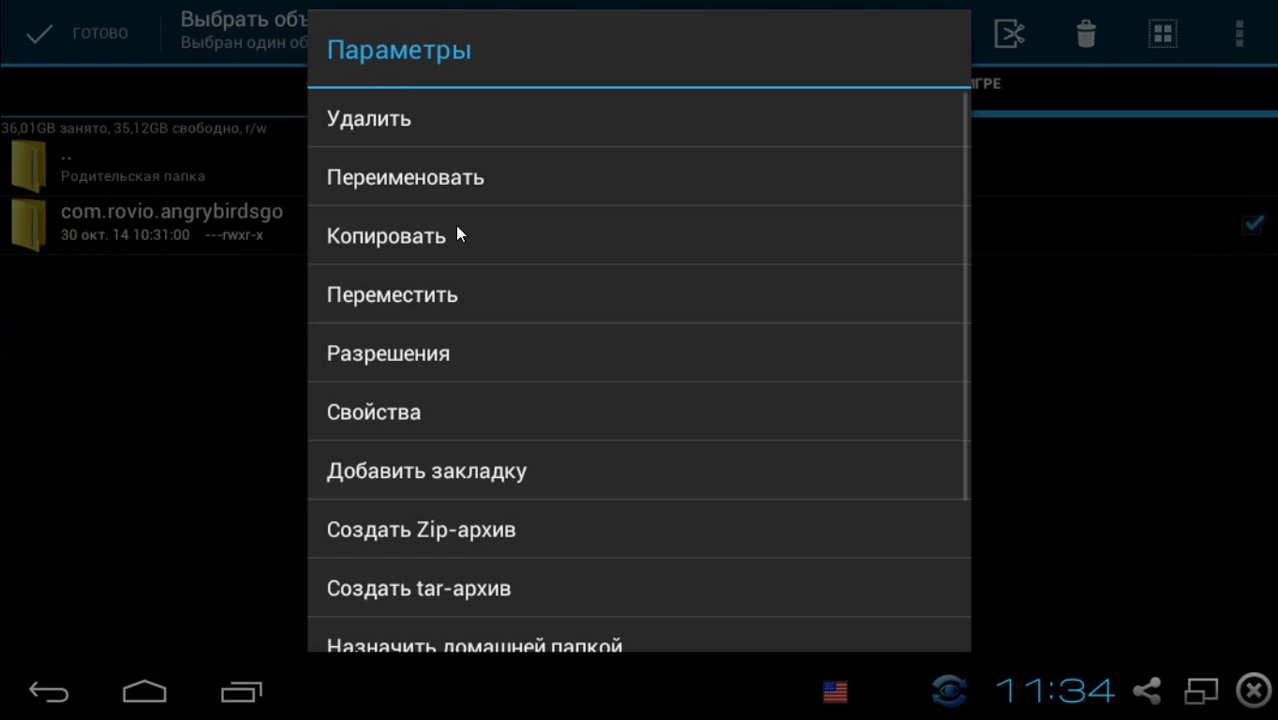 ГОТОВО
Выбрать объ
Выбран один об
ИГРЕ
36,01GB занято, 35,12GB свободно, r/w
..
Родительская папка
com.rovio.angrybirdsgo
30 окт. 14 10:31:00 ---rwxr-x
Параметры
Удалить
Переименовать
Копировать
Переместить
Разрешения
Свойства
Добавить закладку
Создать Zip-архив
Создать tar-архив
Назначить домашней папкой
11:34